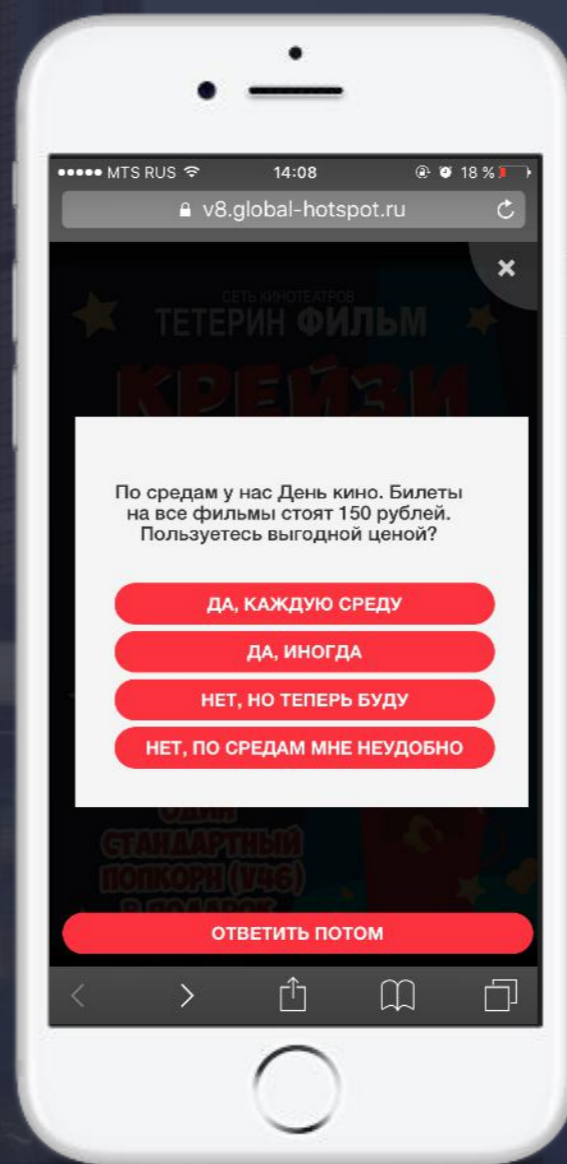 MTS RUS 14:08 18 %
v8.global-hotspot.ru
СЕТЬ КИНОТЕАТРОВ
ТЕТЕРИН ФИЛЬМ
КРЕЙЗИ
По средам у нас День кино. Билеты
на все фильмы стоят 150 рублей.
Пользуетесь выгодной ценой?
ДА, КАЖДУЮ СРЕДУ
ДА, ИНОГДА
НЕТ, НО ТЕПЕРЬ БУДУ
НЕТ, ПО СРЕДАМ МНЕ НЕУДОБНО
ОДИН
СТАНДАРТНЫЙ
ПОПКОРН (V46)
В ПОДАРОК
ОТВЕТИТЬ ПОТОМ